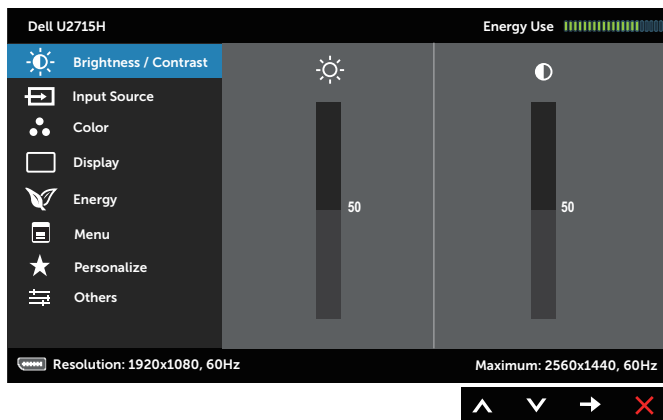 Dell U2715H
Energy Use
Brightness / Contrast
Input Source
Color
Display
Energy
Menu
Personalize
Others
50
50
Resolution: 1920x1080, 60Hz
Maximum: 2560x1440, 60Hz